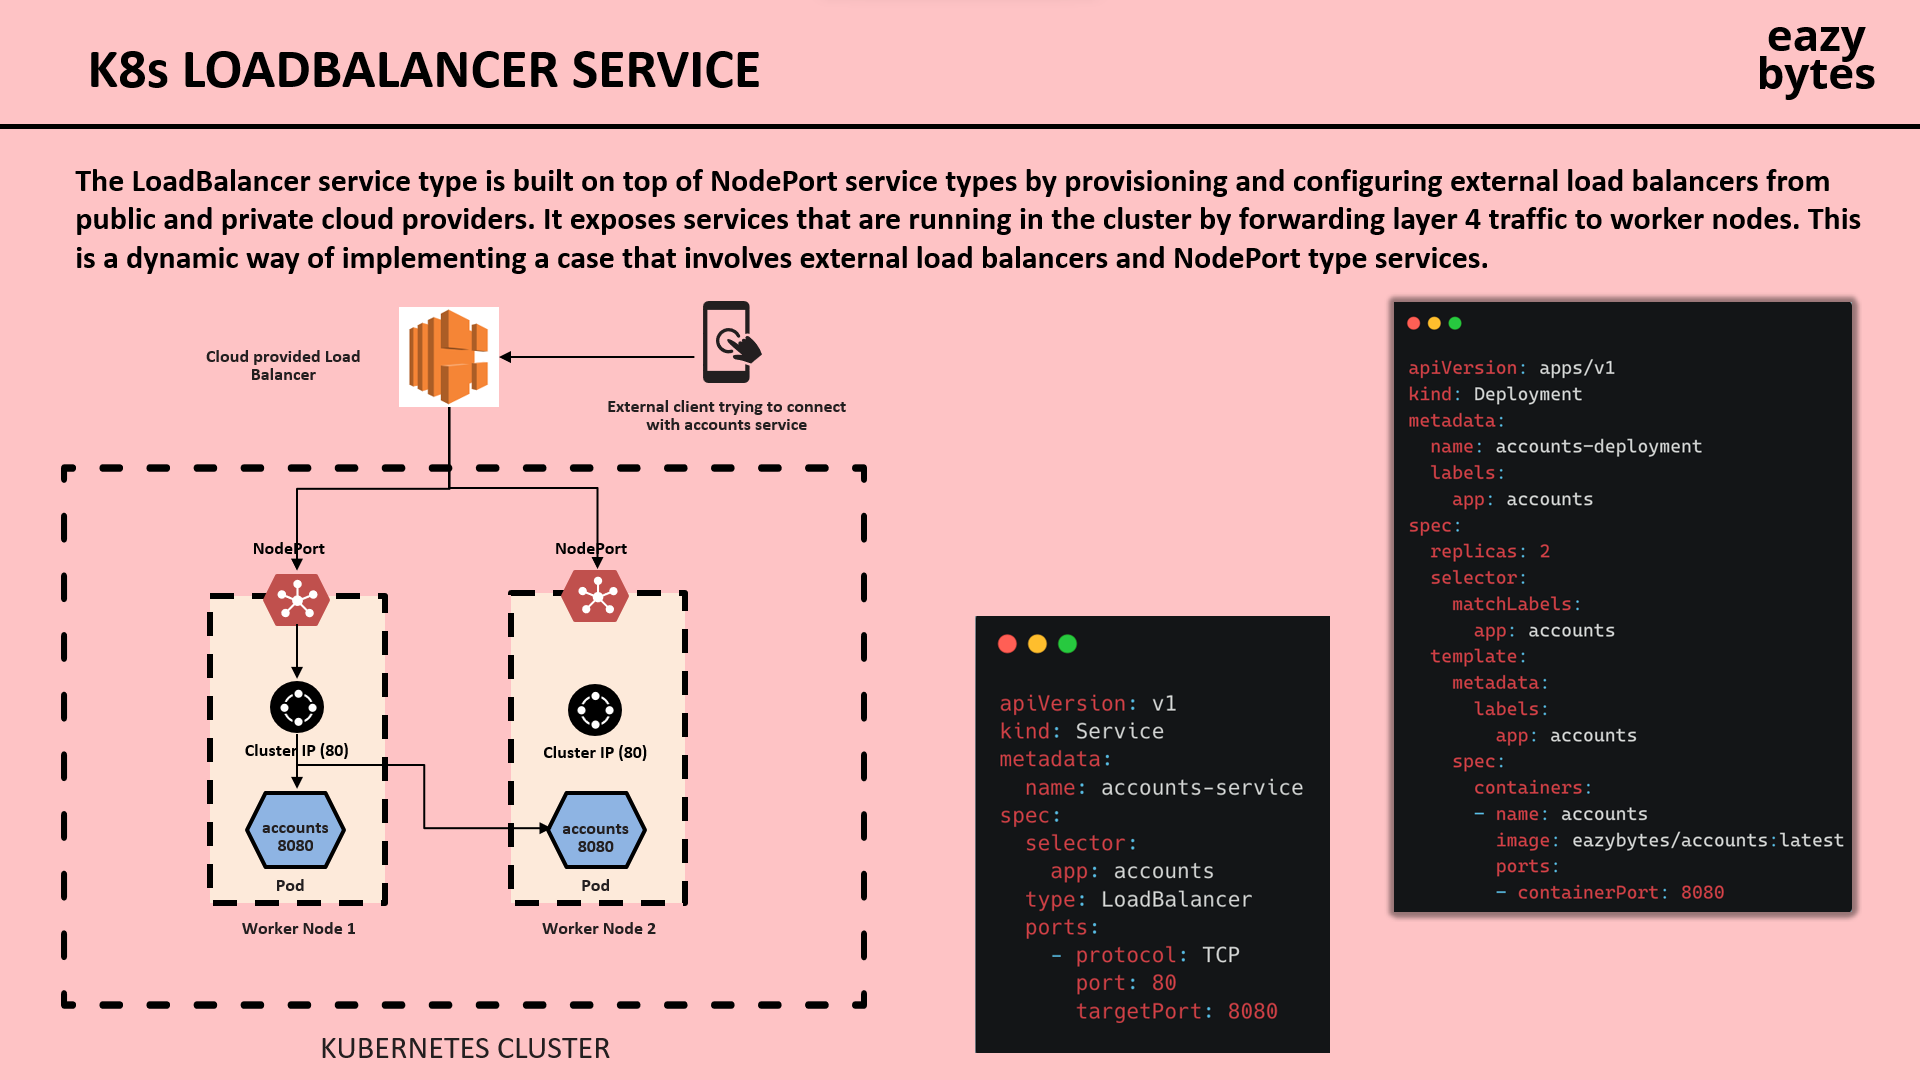 K8s LOADBALANCER SERVICE
eazy
bytes
The LoadBalancer service type is built on top of NodePort service types by provisioning and configuring external load balancers from
public and private cloud providers. It exposes services that are running in the cluster by forwarding layer 4 traffic to worker nodes. This
is a dynamic way of implementing a case that involves external load balancers and NodePort type services.
Cloud provided Load
Balancer
External client trying to connect
with accounts service
NodePort
NodePort
Cluster IP (80)
Cluster IP (80)
accounts
8080
accounts
8080
Pod
Pod
Worker Node 1
Worker Node 2
KUBERNETES CLUSTER
apiVersion: v1
kind: Service
metadata:
  name: accounts-service
spec:
  selector:
    app: accounts
  type: LoadBalancer
  ports:
    - protocol: TCP
      port: 80
      targetPort: 8080
apiVersion: apps/v1
kind: Deployment
metadata:
  name: accounts-deployment
  labels:
    app: accounts
spec:
  replicas: 2
  selector:
    matchLabels:
      app: accounts
  template:
    metadata:
      labels:
        app: accounts
    spec:
      containers:
      - name: accounts
        image: eazybytes/accounts:latest
        ports:
        - containerPort: 8080